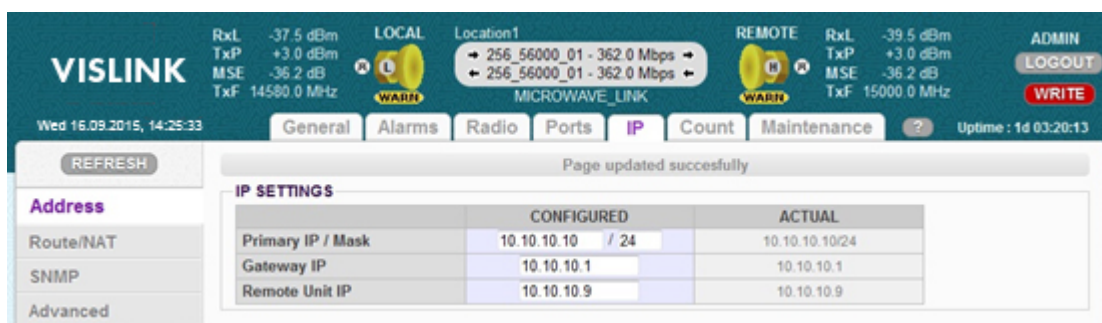 RxL -37.5 dBm LOCAL Location1 REMOTE RxL -39.5 dBm ADMIN
TxP +3.0 dBm → 256_56000_01 - 362.0 Mbps → TxP +3.0 dBm LOGOUT
VISLINK MSE -36.2 dB R L ← 256_56000_01 - 362.0 Mbps ← H R MSE -36.2 dB
TxF 14580.0 MHz WARN MICROWAVE_LINK WARN TxF 15000.0 MHz WRITE
Wed 16.09.2015, 14:25:33 General Alarms Radio Ports IP Count Maintenance ? Uptime : 1d 03:20:13
REFRESH Page updated succesfully
IP SETTINGS
Address CONFIGURED ACTUAL
Route/NAT Primary IP / Mask 10.10.10.10 / 24 10.10.10.10/24
Gateway IP 10.10.10.1 10.10.10.1
SNMP Remote Unit IP 10.10.10.9 10.10.10.9
Advanced